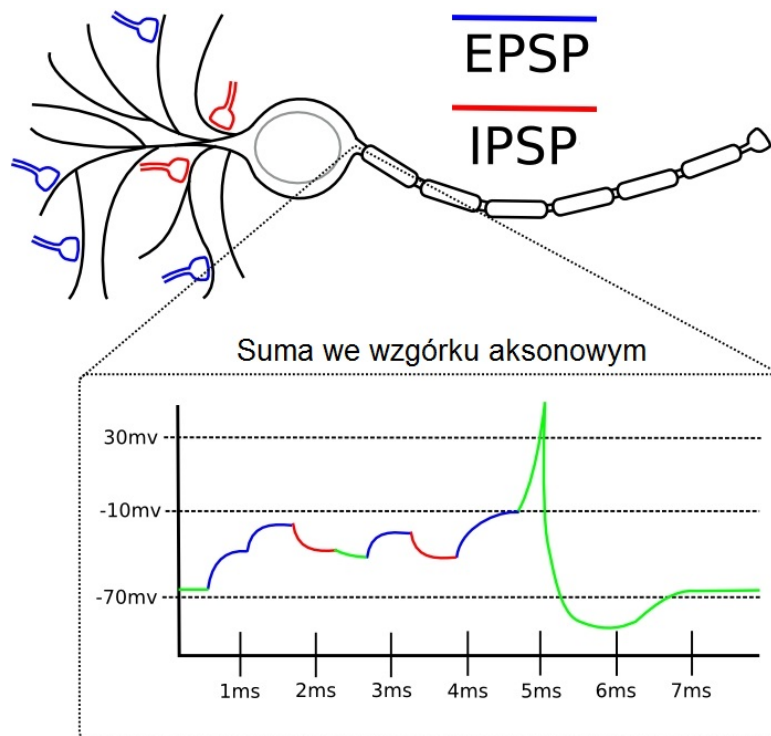 EPSP
IPSP
Suma we wzgórku aksonowym
30mv
-10mv
-70mv
1ms 2ms 3ms 4ms 5ms 6ms 7ms